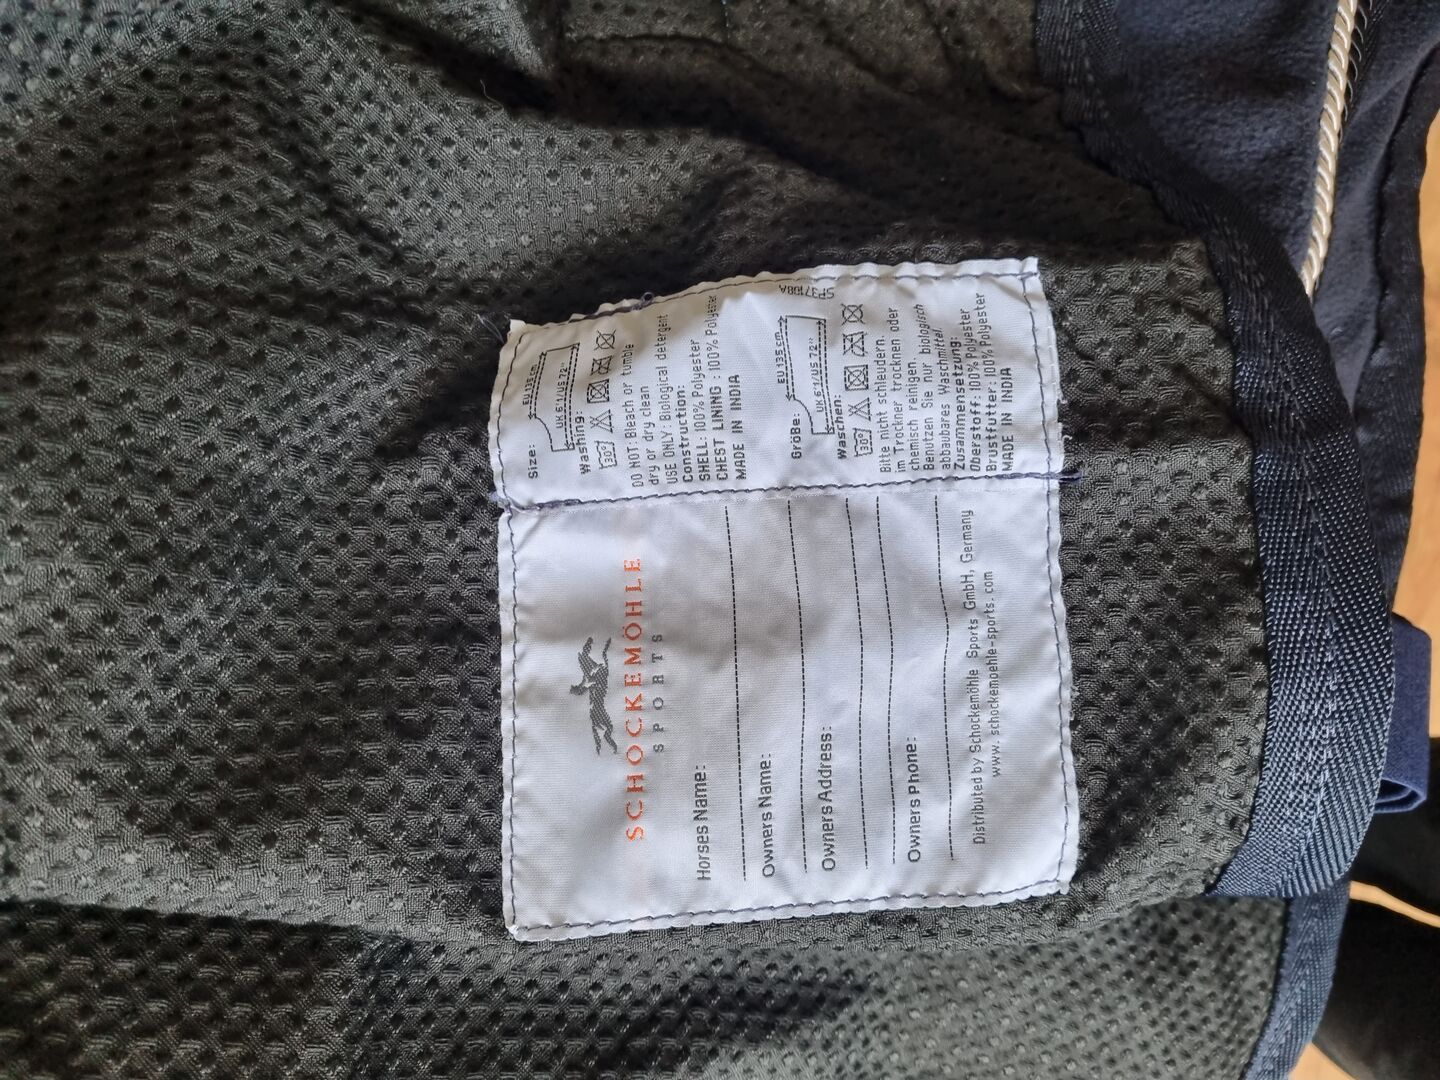 SCHOCKEMÖHLE
SPORTS
Horses Name:
Owners Name:
Owners Address:
Owners Phone:
Distributed by Schockemöhle Sports GmbH, Germany
www.schockemoehle-sports.com
Size:
EU 135 cm
UK 6'1/US 72"
Washing:
30°
DO NOT: Bleach or tumble
dry or dry clean
USE ONLY: Biological detergent
Construction:
SHELL: 100% Polyester
CHEST LINING : 100% Polyester
MADE IN INDIA
Größe:
EU 135 cm
UK 6'1/US 72"
Waschen:
30°
Bitte nicht schleudern.
im Trockner trocknen oder
chemisch reinigen.
Benutzen Sie nur biologisch
abbaubares Waschmittel.
Zusammensetzung:
Oberstoff: 100% Polyester
Brustfutter: 100% Polyester
MADE IN INDIA